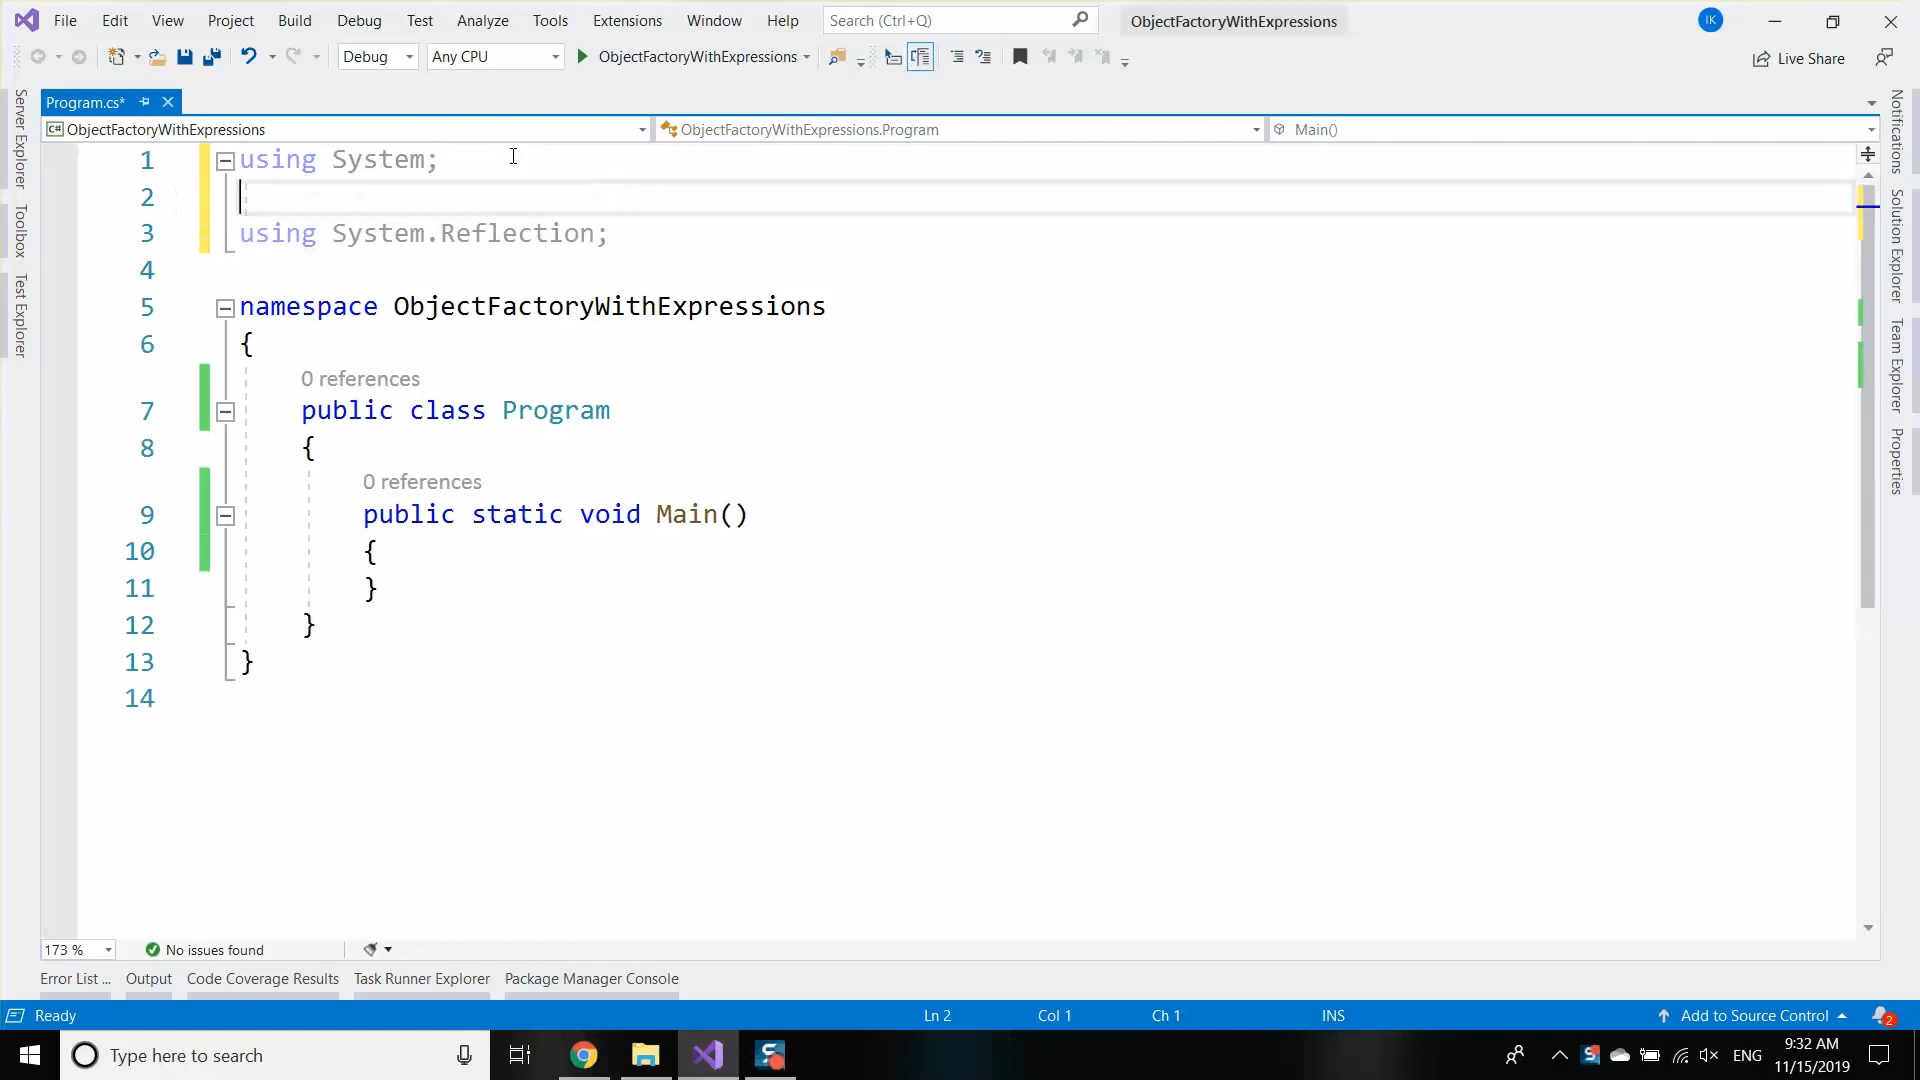 File Edit View Project Build Debug Test Analyze Tools Extensions Window Help Search (Ctrl+Q) ObjectFactoryWithExpressions IK
Debug Any CPU ObjectFactoryWithExpressions Live Share
Program.cs*
C# ObjectFactoryWithExpressions ObjectFactoryWithExpressions.Program Main()
Server Explorer
Toolbox
Test Explorer
1 using System;
2
3 using System.Reflection;
4
5 namespace ObjectFactoryWithExpressions
6 {
0 references
7 public class Program
8 {
0 references
9 public static void Main()
10 {
11 }
12 }
13 }
14
Notifications
Solution Explorer
Team Explorer
Properties
173 % No issues found
Error List ... Output Code Coverage Results Task Runner Explorer Package Manager Console
Ready Ln 2 Col 1 Ch 1 INS Add to Source Control 2
Type here to search ENG 9:32 AM
11/15/2019